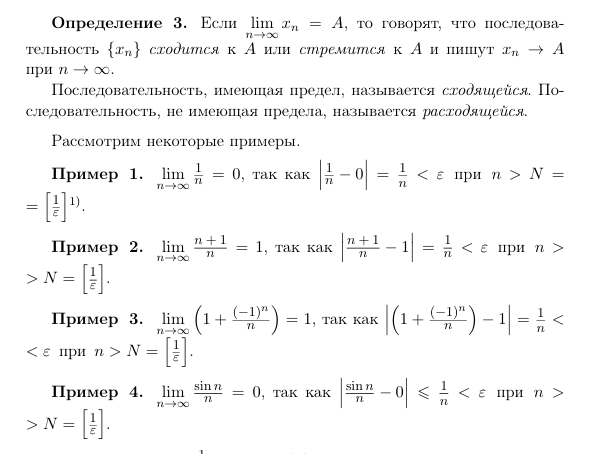 Определение 3. Если lim xₙ = A, то говорят, что последова-
n→∞
тельность {xₙ} сходится к A или стремится к A и пишут xₙ → A
при n → ∞.
Последовательность, имеющая предел, называется сходящейся. По-
следовательность, не имеющая предела, называется расходящейся.
Рассмотрим некоторые примеры.
Пример 1. lim_{n→∞} 1/n = 0, так как |1/n − 0| = 1/n < ε при n > N =
= [1/ε]¹⁾.
Пример 2. lim_{n→∞} (n + 1)/n = 1, так как |(n + 1)/n − 1| = 1/n < ε при n >
> N = [1/ε].
Пример 3. lim_{n→∞} (1 + (−1)ⁿ/n) = 1, так как |(1 + (−1)ⁿ/n) − 1| = 1/n <
< ε при n > N = [1/ε].
Пример 4. lim_{n→∞} sin n/n = 0, так как |sin n/n − 0| ⩽ 1/n < ε при n >
> N = [1/ε].